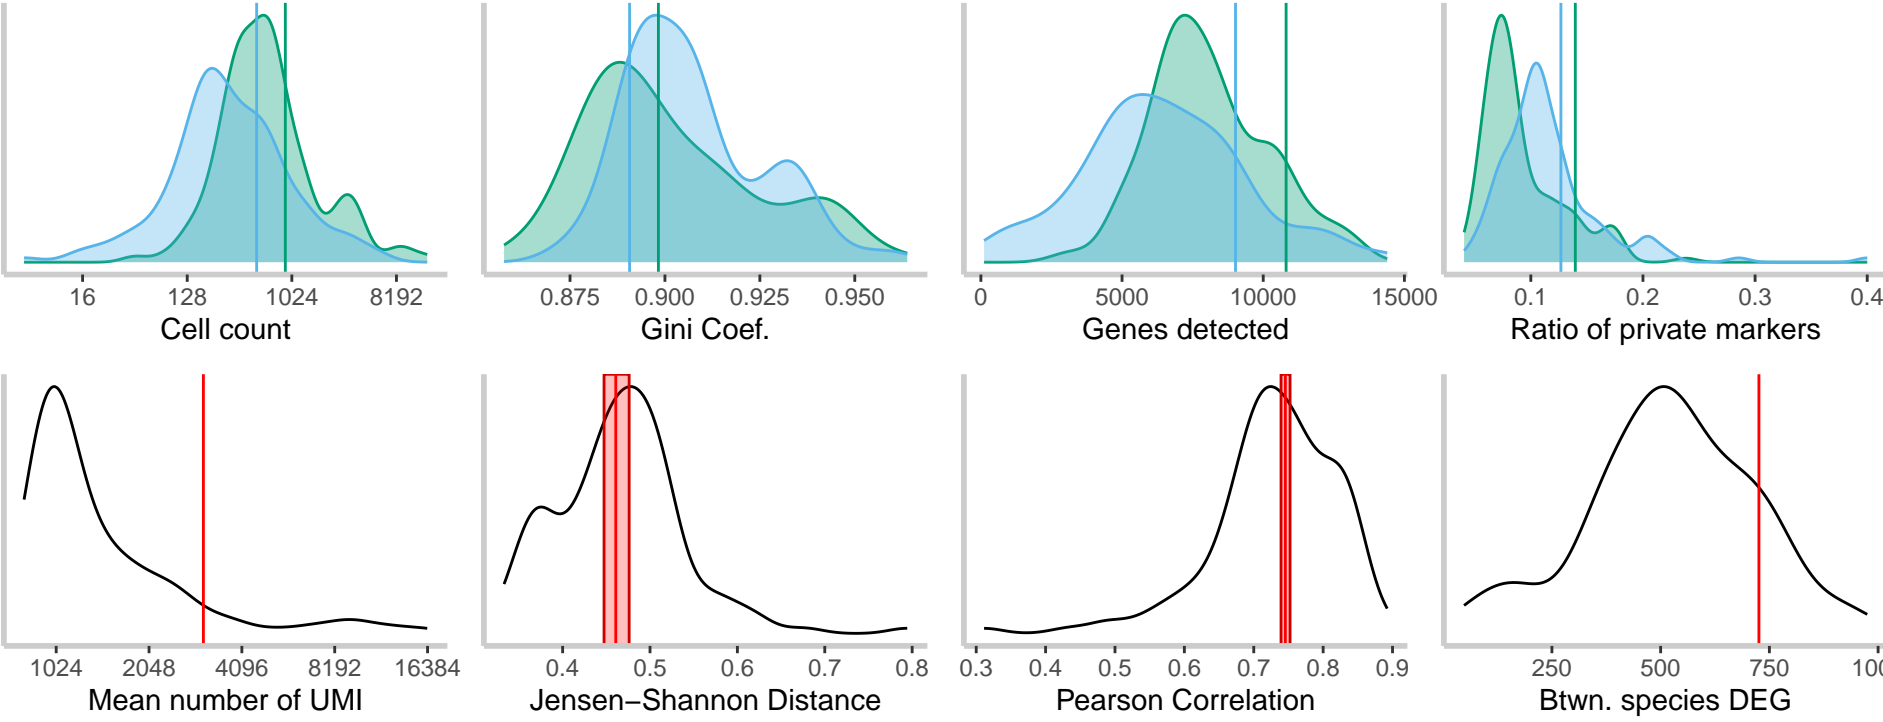 16 128 1024 8192
Cell count
0.875 0.900 0.925 0.950
Gini Coef.
0 5000 10000 15000
Genes detected
0.1 0.2 0.3 0.4
Ratio of private markers
1024 2048 4096 8192 16384
Mean number of UMI
0.4 0.5 0.6 0.7 0.8
Jensen−Shannon Distance
0.3 0.4 0.5 0.6 0.7 0.8 0.9
Pearson Correlation
250 500 750
Btwn. species DEG